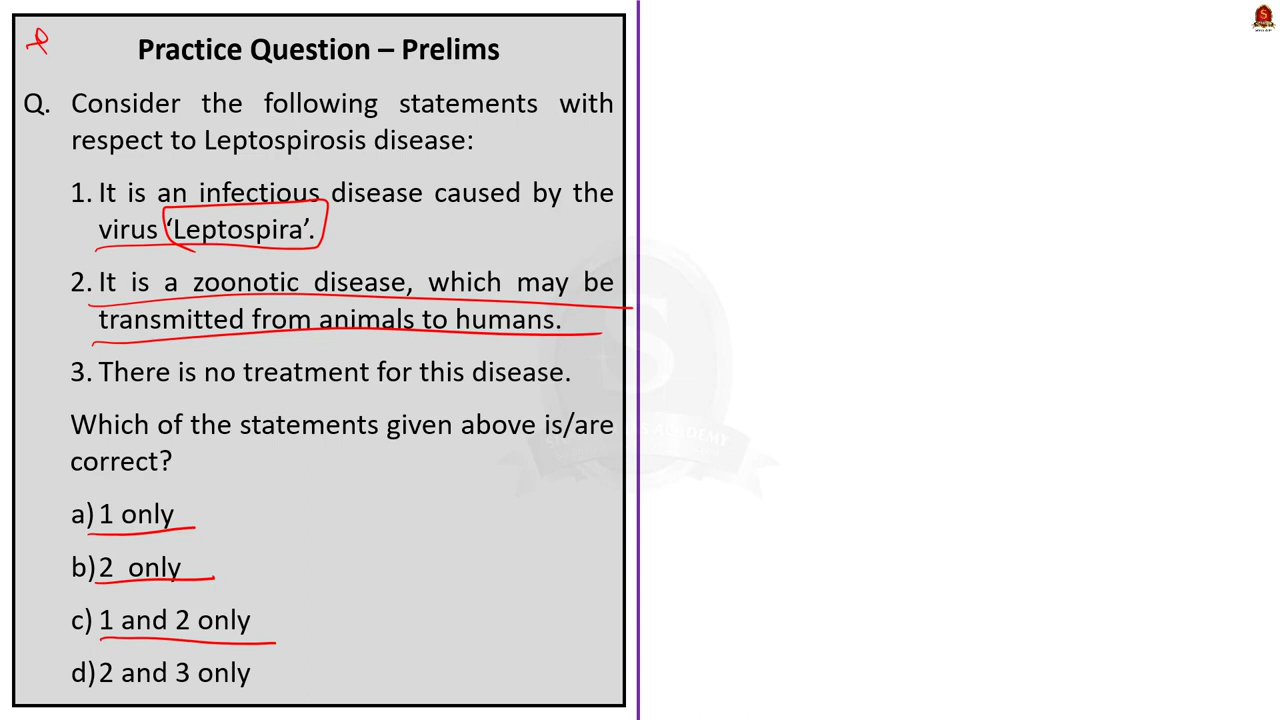 Practice Question – Prelims
Q. Consider the following statements with
respect to Leptospirosis disease:
1. It is an infectious disease caused by the
virus ‘Leptospira’.
2. It is a zoonotic disease, which may be
transmitted from animals to humans.
3. There is no treatment for this disease.
Which of the statements given above is/are
correct?
a) 1 only
b) 2 only
c) 1 and 2 only
d) 2 and 3 only